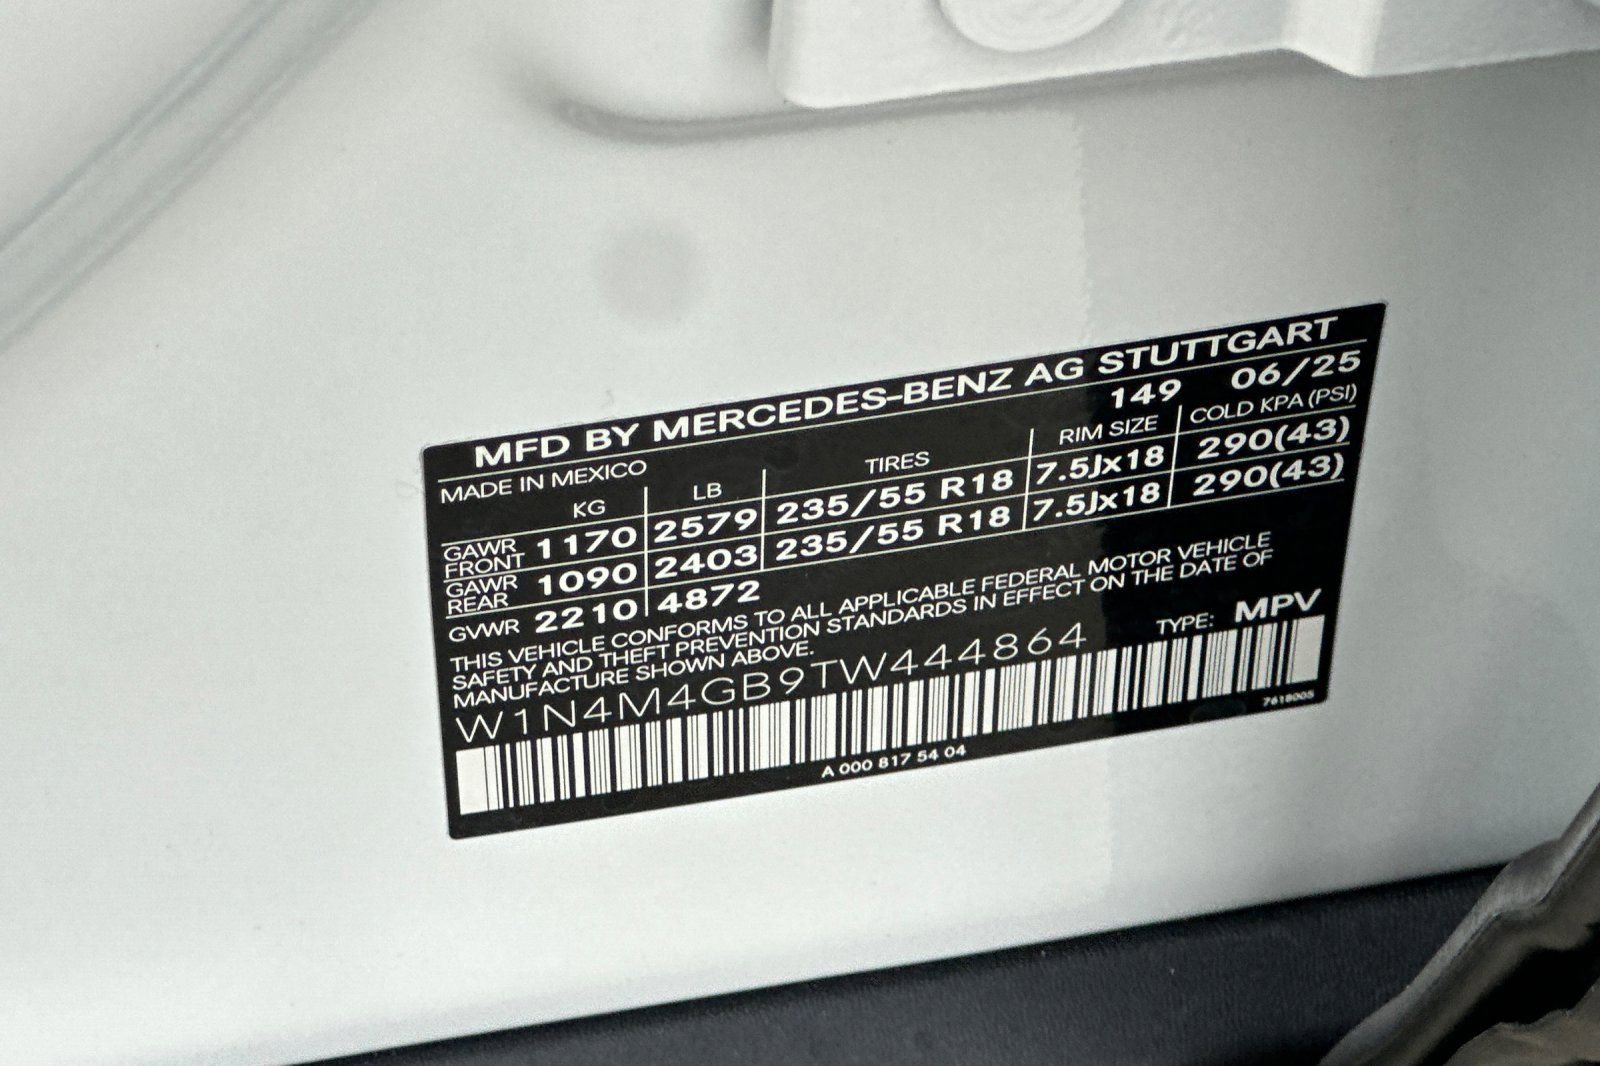 MFD BY MERCEDES-BENZ AG STUTTGART
MADE IN MEXICO 149 06/25
KG LB TIRES RIM SIZE COLD KPA (PSI)
GAWR FRONT 1170 2579 235/55 R18 7.5Jx18 290(43)
GAWR REAR 1090 2403 235/55 R18 7.5Jx18 290(43)
GVWR 2210 4872
THIS VEHICLE CONFORMS TO ALL APPLICABLE FEDERAL MOTOR VEHICLE
SAFETY AND THEFT PREVENTION STANDARDS IN EFFECT ON THE DATE OF
MANUFACTURE SHOWN ABOVE.
W1N4M4GB9TW444864 TYPE: MPV
A 000 817 54 04 7618005